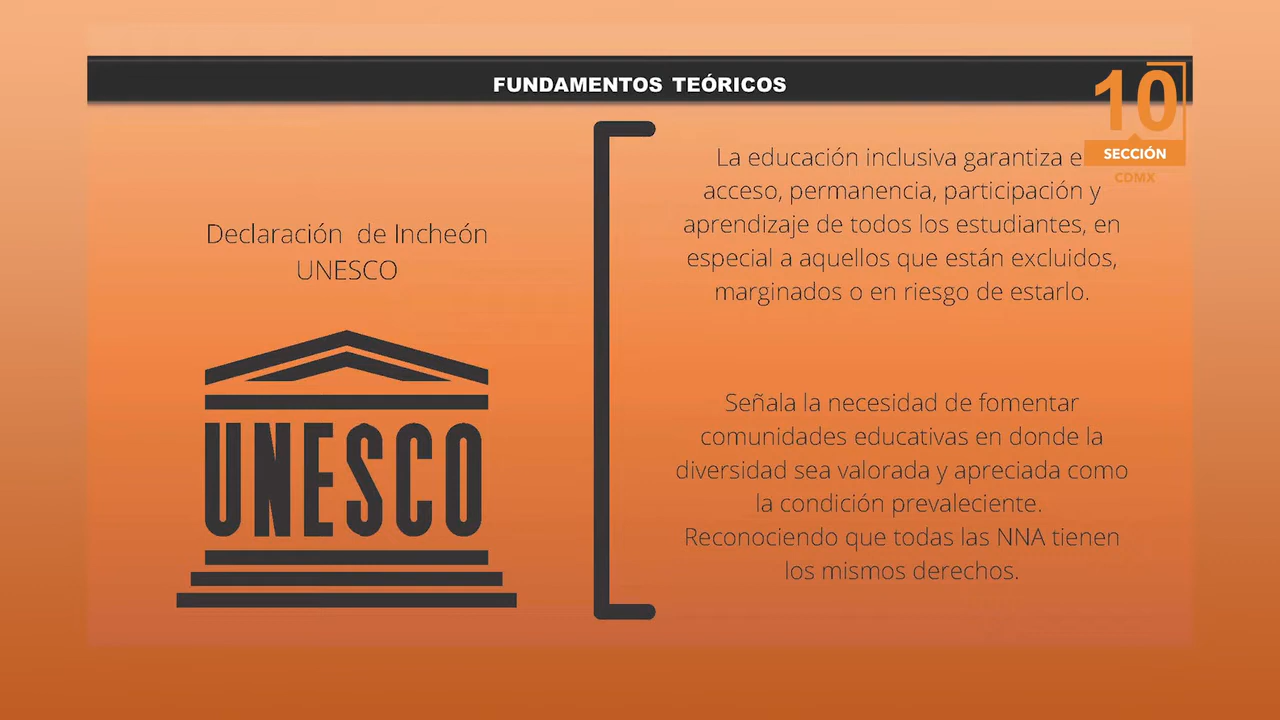 FUNDAMENTOS TEÓRICOS
10
SECCIÓN
CDMX
Declaración de Incheón
UNESCO
UNESCO
La educación inclusiva garantiza e
acceso, permanencia, participación y
aprendizaje de todos los estudiantes, en
especial a aquellos que están excluidos,
marginados o en riesgo de estarlo.
Señala la necesidad de fomentar
comunidades educativas en donde la
diversidad sea valorada y apreciada como
la condición prevaleciente.
Reconociendo que todas las NNA tienen
los mismos derechos.